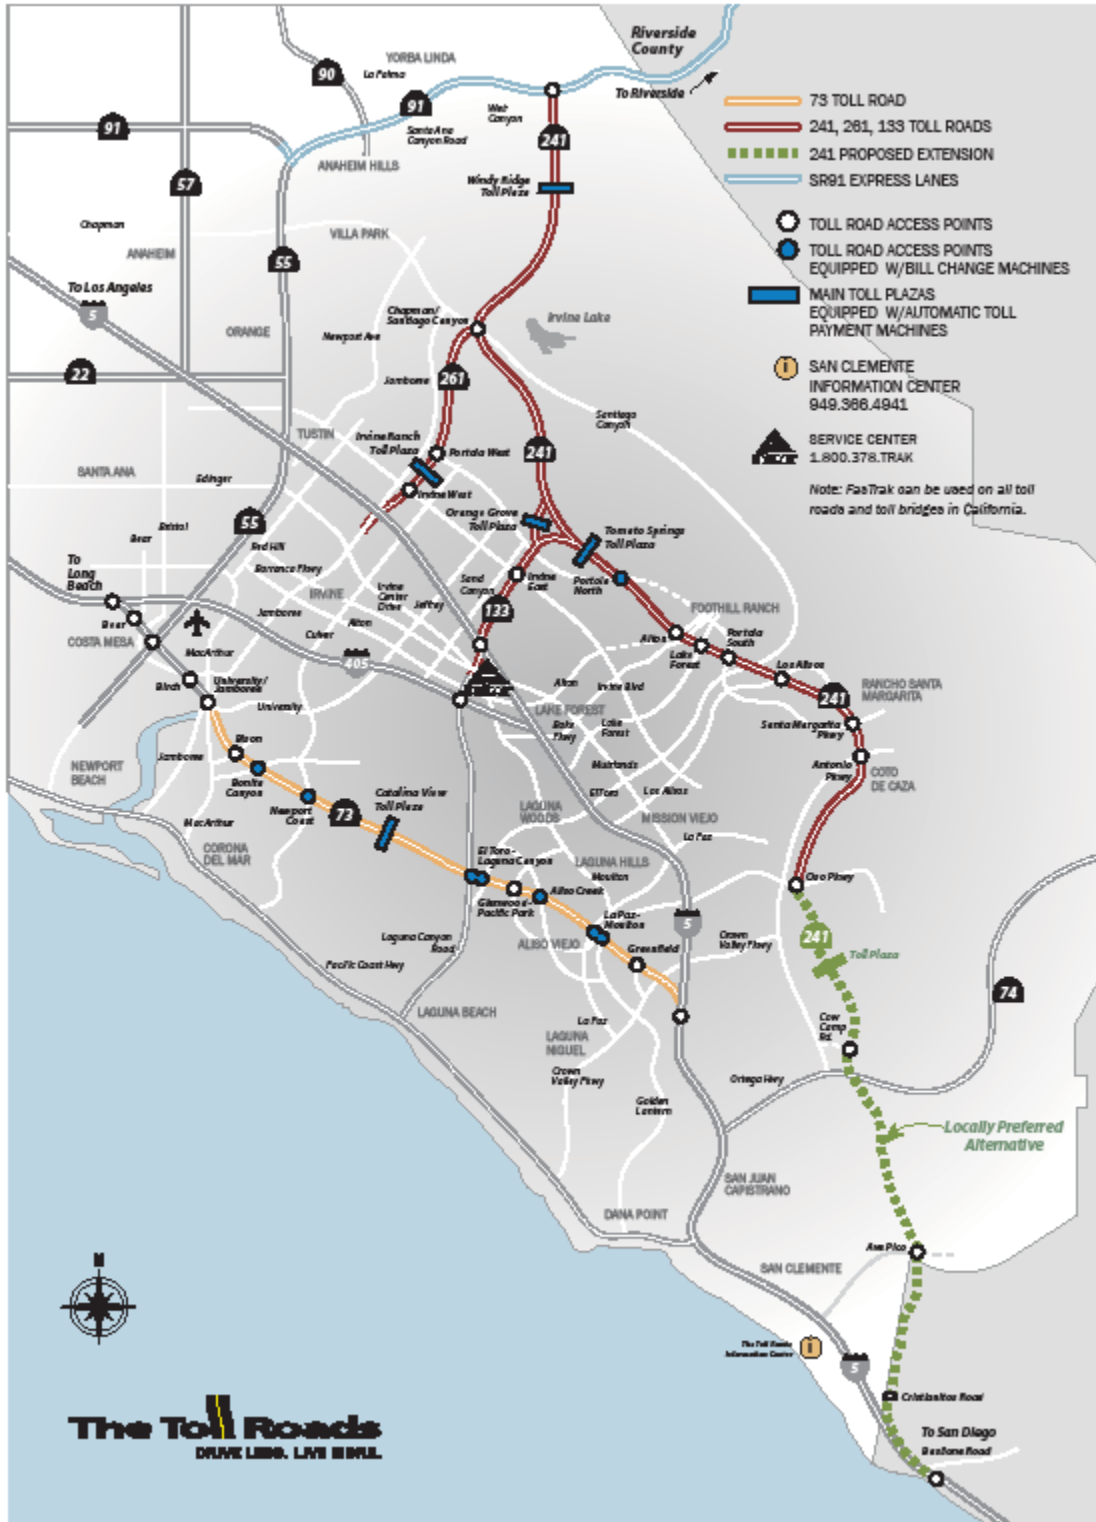 Riverside
County
YORBA LINDA
La Palma
90
91
To Riverside
Weir
Canyon
91
Santa Ana
Canyon Road
241
ANAHEIM HILLS
57
Windy Ridge
Toll Plaza
73 TOLL ROAD
241, 261, 133 TOLL ROADS
241 PROPOSED EXTENSION
SR91 EXPRESS LANES
TOLL ROAD ACCESS POINTS
TOLL ROAD ACCESS POINTS
EQUIPPED W/BILL CHANGE MACHINES
MAIN TOLL PLAZAS
EQUIPPED W/AUTOMATIC TOLL
PAYMENT MACHINES
i
SAN CLEMENTE
INFORMATION CENTER
949.366.4941
SERVICE CENTER
1.800.378.TRAK
Note: FasTrak can be used on all toll
roads and toll bridges in California.
Chapman
VILLA PARK
ANAHEIM
55
To Los Angeles
5
Chapman/
Santiago Canyon
Irvine Lake
ORANGE
Newport Ave
22
Jamboree
261
Santiago
Canyon
TUSTIN
Irvine Ranch
Toll Plaza
Portola West
241
SANTA ANA
Edinger
Irvine West
Orange Grove
Toll Plaza
Tomato Springs
Toll Plaza
55
Bristol
Bear
Red Hill
To
Long
Beach
Barranca Pkwy
Sand
Canyon
Irvine
East
Portola
North
IRVINE
Irvine
Center
Drive
Jeffrey
133
FOOTHILL RANCH
Bear
COSTA MESA
Jamboree
Alton
Culver
MacArthur
405
Alton
Lake
Forest
Portola
South
Los Alisos
Birch
University/
Jamboree
University
Alton
Irvine Blvd
241
RANCHO SANTA
MARGARITA
LAKE FOREST
Bake
Pkwy
Lake
Forest
Santa Margarita
Pkwy
Bison
Jamboree
NEWPORT
BEACH
Bonita
Canyon
Muirlands
Antonio
Pkwy
COTO
DE CAZA
El Toro
Los Alisos
Newport
Coast
73
Catalina View
Toll Plaza
MacArthur
LAGUNA
WOODS
MISSION VIEJO
La Paz
CORONA
DEL MAR
El Toro -
Laguna Canyon
LAGUNA HILLS
Moulton
Oso Pkwy
Aliso Creek
Glenwood -
Pacific Park
La Paz -
Moulton
5
241
Laguna Canyon
Road
ALISO VIEJO
Greenfield
Crown
Valley Pkwy
Toll Plaza
Pacific Coast Hwy
74
LAGUNA BEACH
La Paz
Cow
Camp
Rd.
LAGUNA
NIGUEL
Crown
Valley Pkwy
Ortega Hwy
Golden
Lantern
Locally Preferred
Alternative
SAN JUAN
CAPISTRANO
DANA POINT
N
Ave Pico
SAN CLEMENTE
The Toll Roads
Information Center
i
5
Cristianitos Road
The Toll Roads
DRIVE LESS. LIVE MORE.
To San Diego
Basilone Road